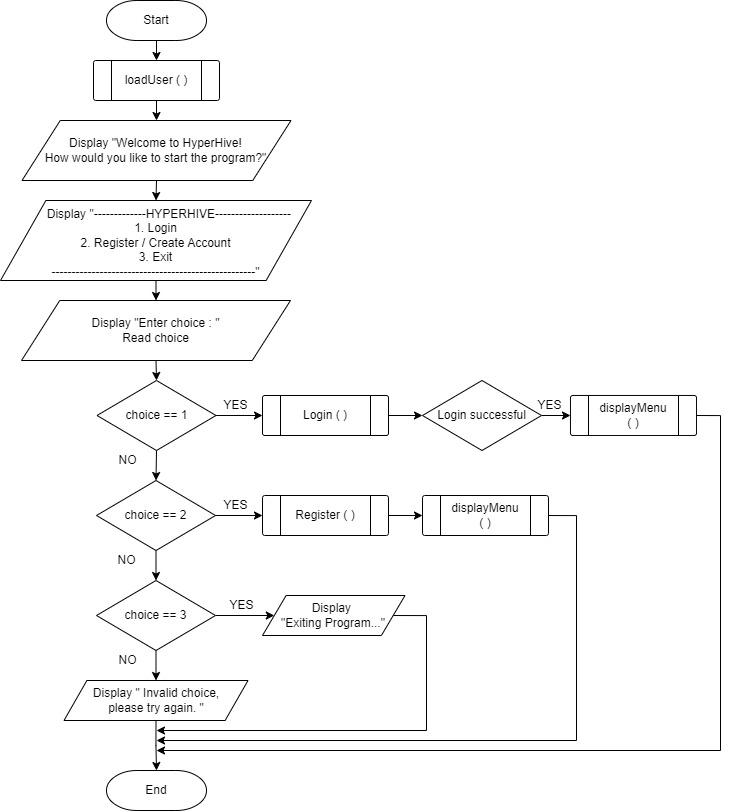 Start
loadUser ( )
Display "Welcome to HyperHive!
How would you like to start the program?"
Display "-------------HYPERHIVE-------------------
1. Login
2. Register / Create Account
3. Exit
---------------------------------------------------"
Display "Enter choice : "
Read choice
choice == 1
YES
Login ( )
Login successful
YES
displayMenu
( )
NO
choice == 2
YES
Register ( )
displayMenu
( )
NO
choice == 3
YES
Display
"Exiting Program..."
NO
Display " Invalid choice,
please try again. "
End